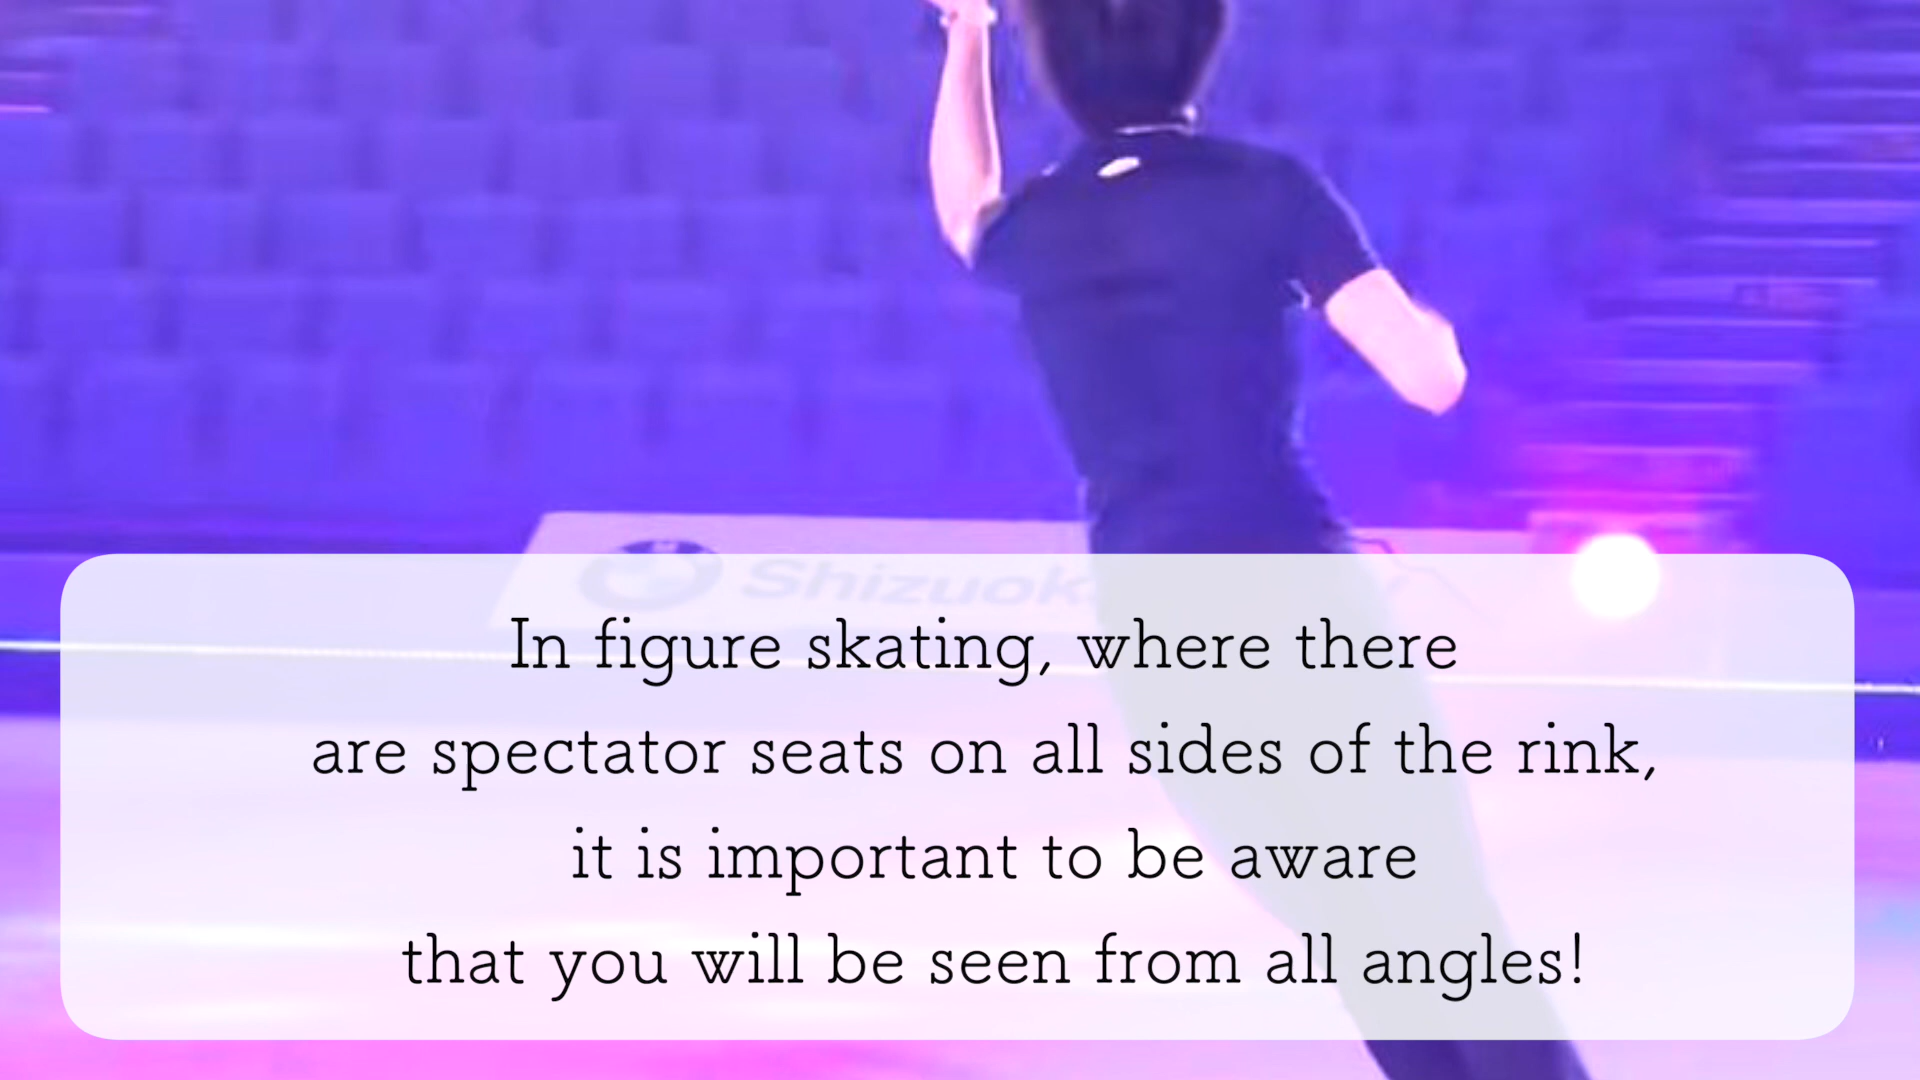 Shizuok
In figure skating, where there
are spectator seats on all sides of the rink,
it is important to be aware
that you will be seen from all angles!